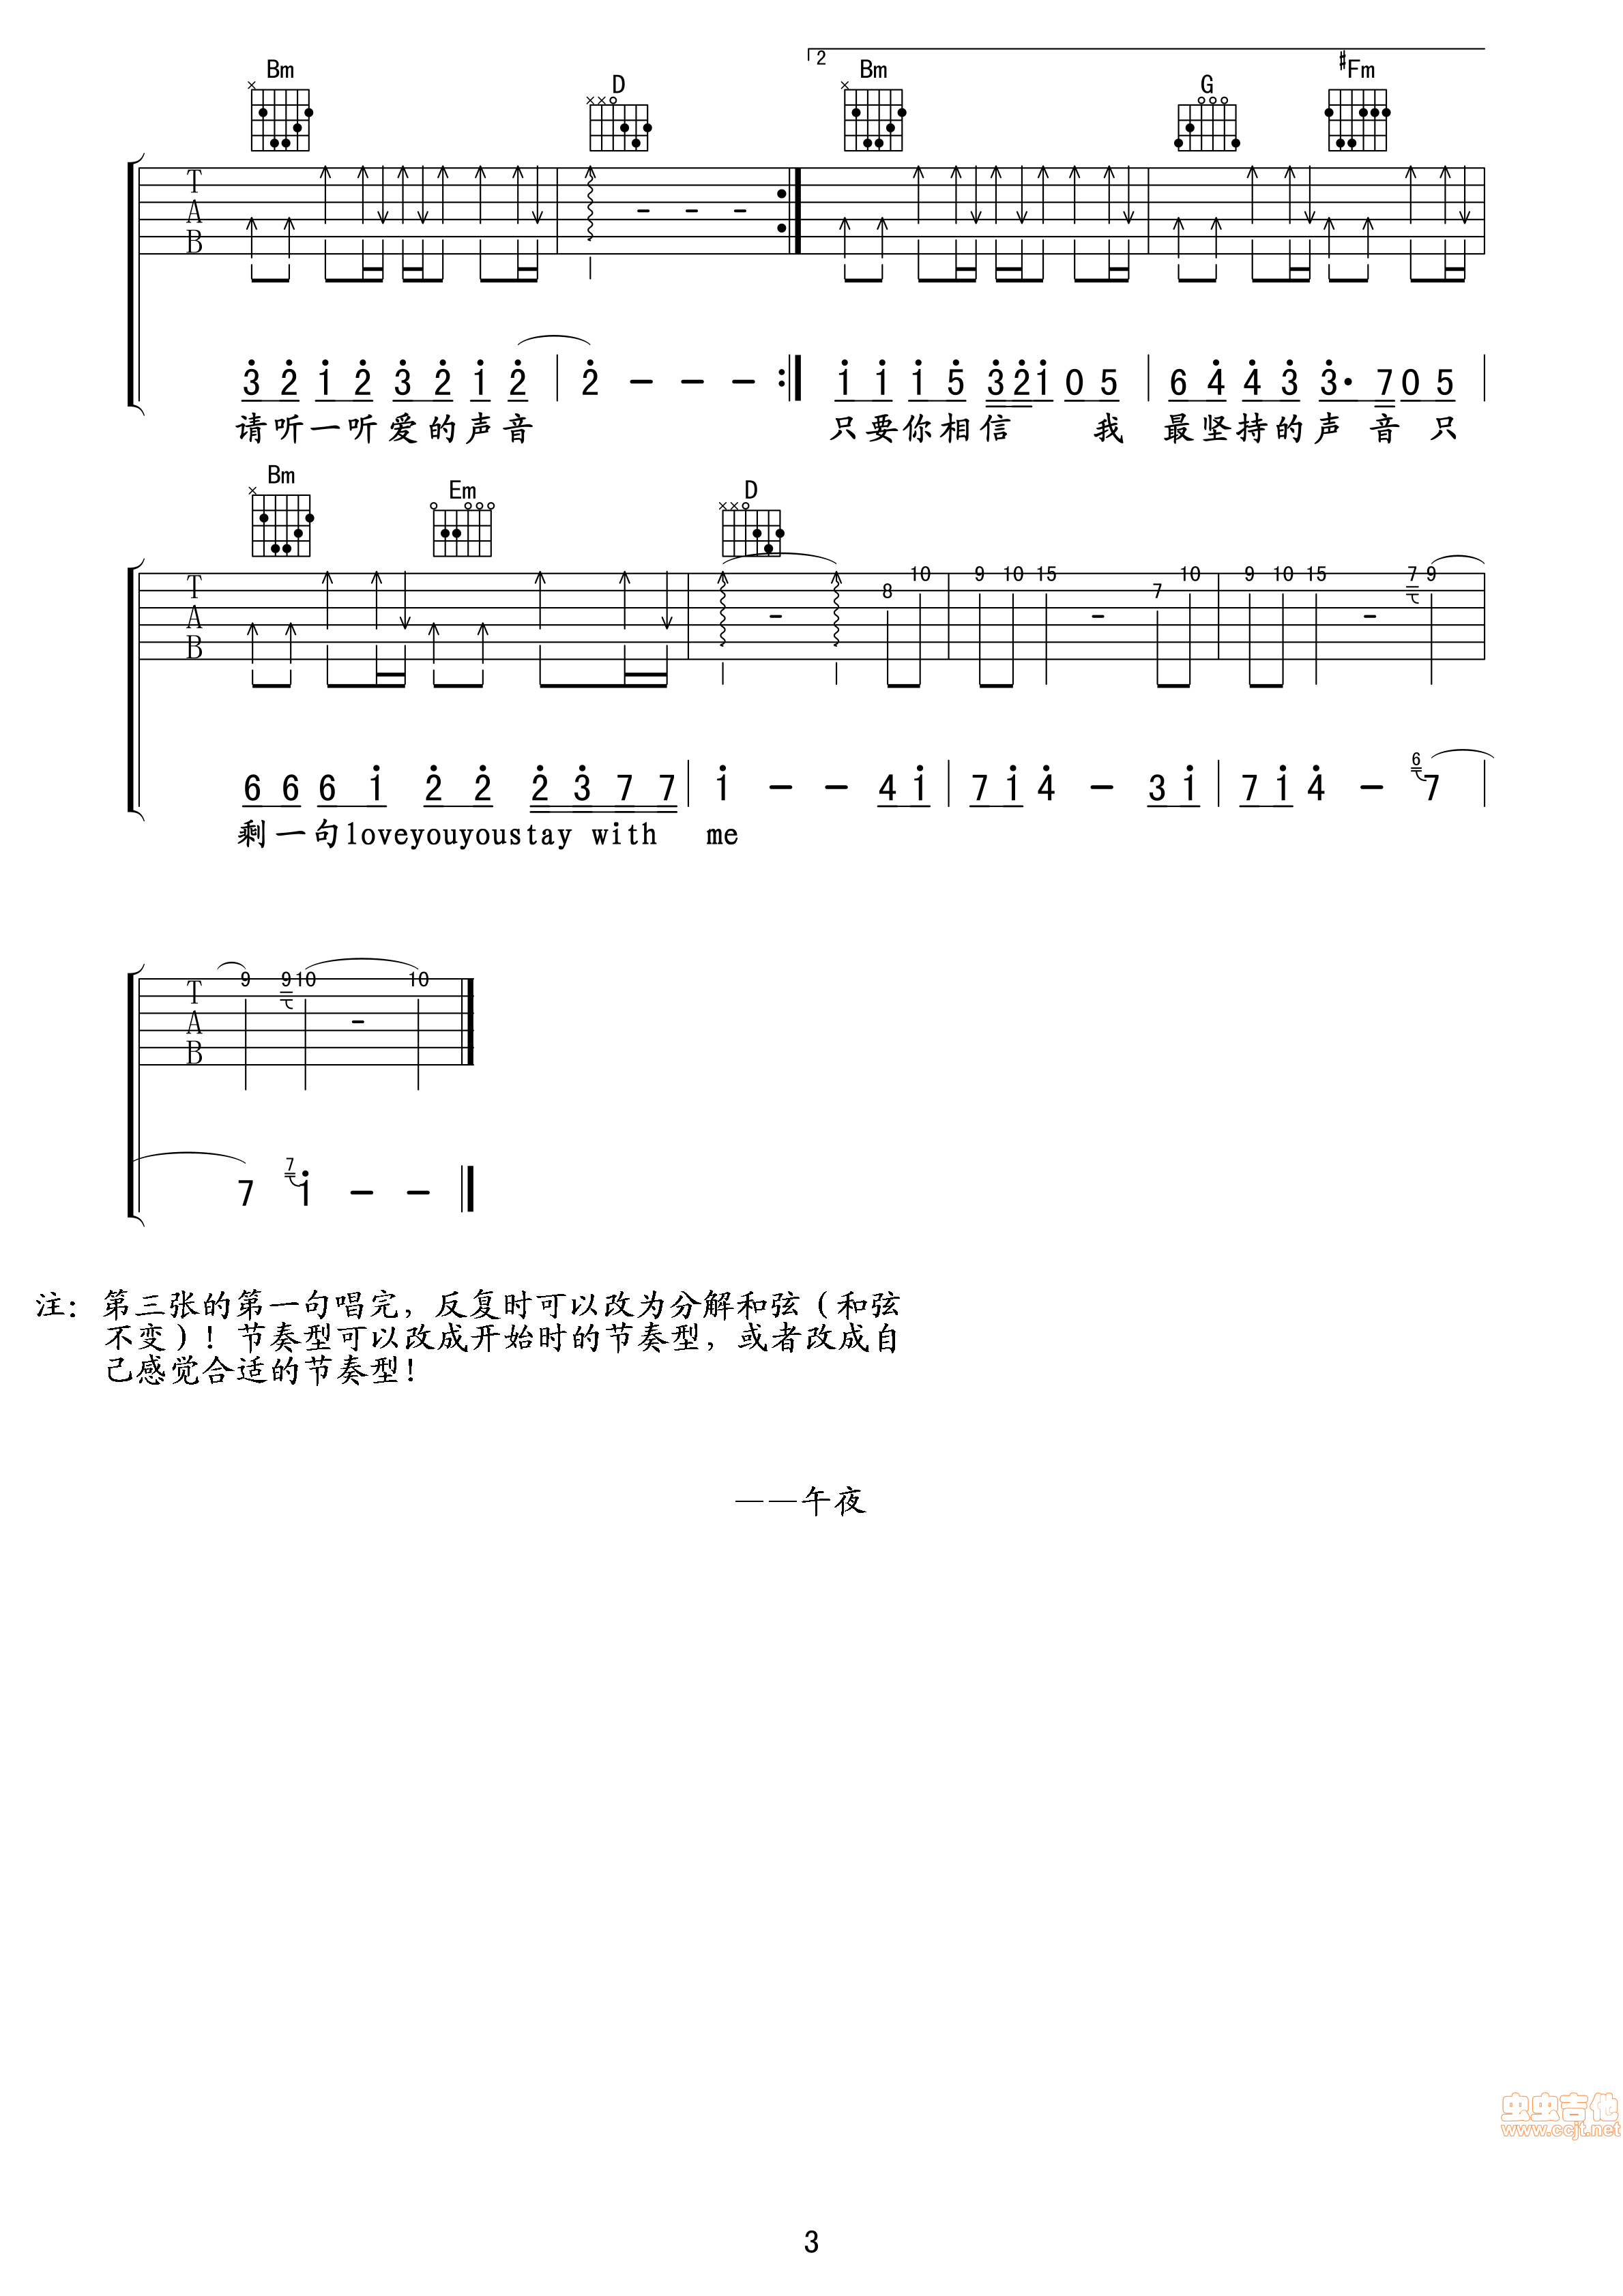 2
Bm D Bm G #Fm
T
A
B
3 2 1 2 3 2 1 2 2 - - - 1 1 1 5 3 2 1 0 5 6 4 4 3 3· 7 0 5
请听一听爱的声音 只要你相信 我 最坚持的声音只
Bm Em D
T 8 10 9 10 15 7 10 9 10 15 7 9
A
B
6 6 6 1 2 2 2 3 7 7 1 - - 4 1 7 1 4 - 3 1 7 1 4 - 6 7
剩一句loveyouyoustay with me
T 9 9 10 10
A
B
7 7 1 - -
注：第三张的第一句唱完，反复时可以改为分解和弦（和弦
不变）！节奏型可以改成开始时的节奏型，或者改成自
己感觉合适的节奏型！
——午夜
虫虫吉他
www.ccjt.net
3